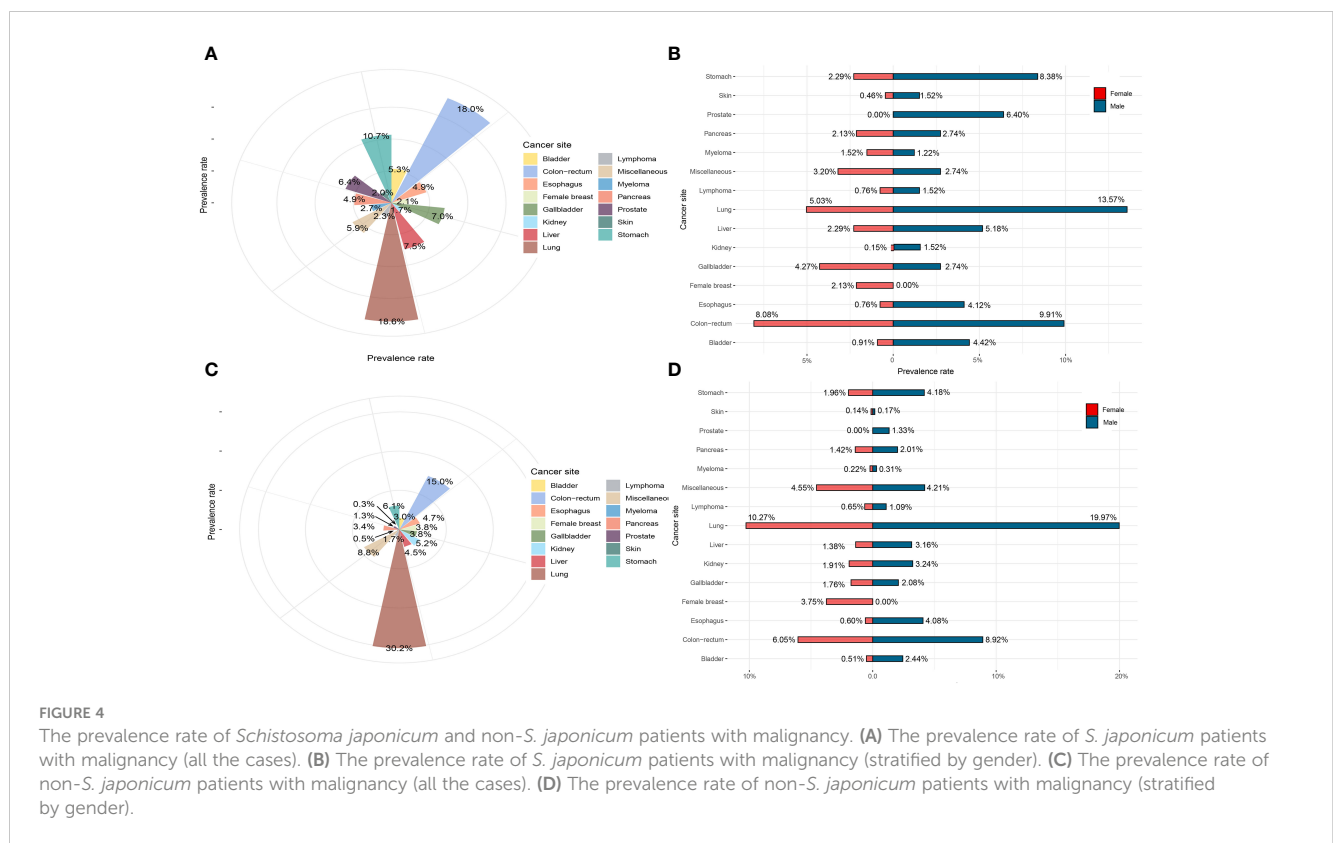 A
Prevalence rate
18.0%
10.7%
5.3%
6.4%
2.0%
4.9%
4.9%
2.1%
2.7%
1.7%
2.3%
7.0%
5.9%
7.5%
18.6%
Prevalence rate
Cancer site
Bladder
Colon-rectum
Esophagus
Female breast
Gallbladder
Kidney
Liver
Lung
Lymphoma
Miscellaneous
Myeloma
Pancreas
Prostate
Skin
Stomach
B
Cancer site
Stomach 2.29% 8.38%
Skin 0.46% 1.52%
Prostate 0.00% 6.40%
Pancreas 2.13% 2.74%
Myeloma 1.52% 1.22%
Miscellaneous 3.20% 2.74%
Lymphoma 0.76% 1.52%
Lung 5.03% 13.57%
Liver 2.29% 5.18%
Kidney 0.15% 1.52%
Gallbladder 4.27% 2.74%
Female breast 2.13% 0.00%
Esophagus 0.76% 4.12%
Colon-rectum 8.08% 9.91%
Bladder 0.91% 4.42%
5% 0 5% 10%
Prevalence rate
Female
Male
C
Prevalence rate
15.0%
0.3%
6.1%
1.3%
3.0%
4.7%
3.4%
3.8%
0.5%
1.7%
3.8%
5.2%
8.8%
4.5%
30.2%
Cancer site
Bladder
Colon-rectum
Esophagus
Female breast
Gallbladder
Kidney
Liver
Lung
Lymphoma
Miscellaneou
Myeloma
Pancreas
Prostate
Skin
Stomach
D
Cancer site
Stomach 1.96% 4.18%
Skin 0.14% 0.17%
Prostate 0.00% 1.33%
Pancreas 1.42% 2.01%
Myeloma 0.22% 0.31%
Miscellaneous 4.55% 4.21%
Lymphoma 0.65% 1.09%
Lung 10.27% 19.97%
Liver 1.38% 3.16%
Kidney 1.91% 3.24%
Gallbladder 1.76% 2.08%
Female breast 3.75% 0.00%
Esophagus 0.60% 4.08%
Colon-rectum 6.05% 8.92%
Bladder 0.51% 2.44%
10% 0.0 10% 20%
Female
Male
FIGURE 4
The prevalence rate of Schistosoma japonicum and non-S. japonicum patients with malignancy. (A) The prevalence rate of S. japonicum patients
with malignancy (all the cases). (B) The prevalence rate of S. japonicum patients with malignancy (stratified by gender). (C) The prevalence rate of
non-S. japonicum patients with malignancy (all the cases). (D) The prevalence rate of non-S. japonicum patients with malignancy (stratified
by gender).